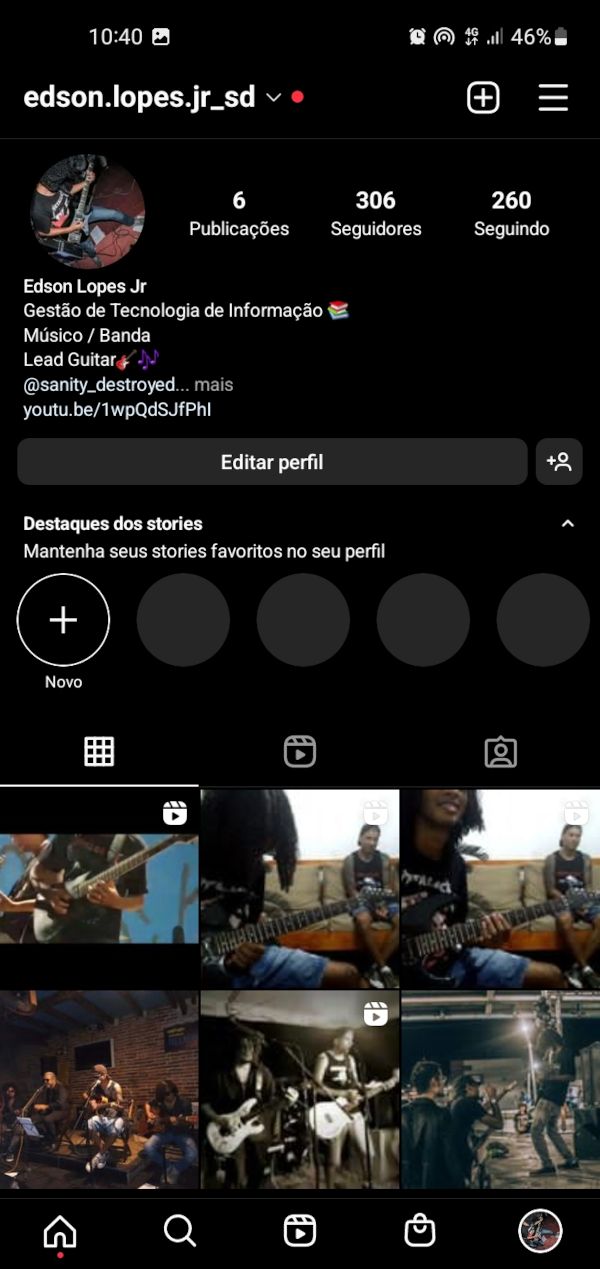 10:40
4G
46%
edson.lopes.jr_sd
6
306
260
Publicações
Seguidores
Seguindo
Edson Lopes Jr
Gestão de Tecnologia de Informação 📚
Músico / Banda
Lead Guitar🎸🎶
@sanity_destroyed... mais
youtu.be/1wpQdSJfPhI
Editar perfil
Destaques dos stories
Mantenha seus stories favoritos no seu perfil
Novo